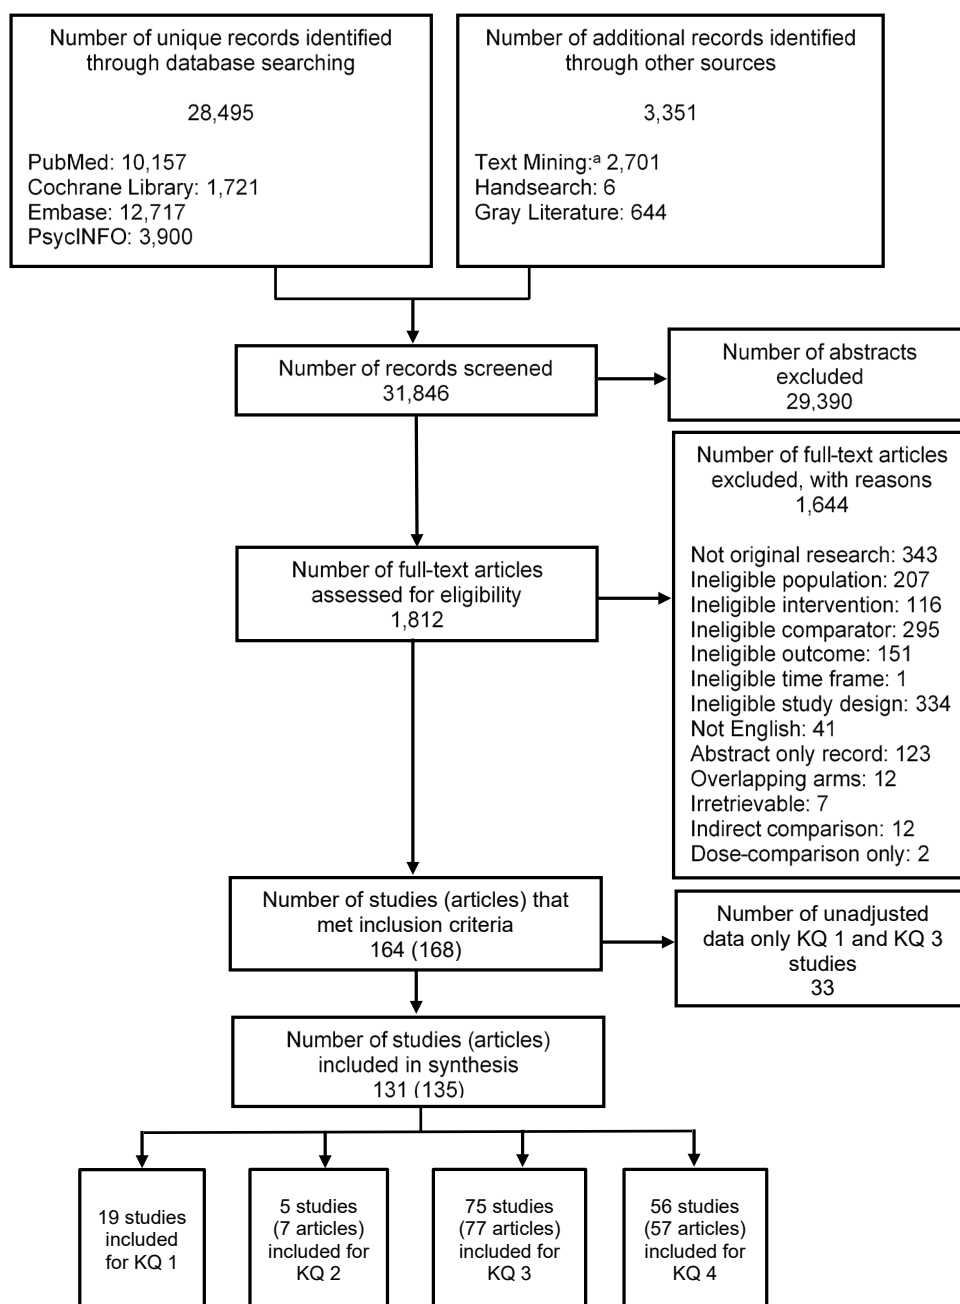 Number of unique records identified
through database searching
28,495
PubMed: 10,157
Cochrane Library: 1,721
Embase: 12,717
PsycINFO: 3,900
Number of additional records identified
through other sources
3,351
Text Mining:ᵃ 2,701
Handsearch: 6
Gray Literature: 644
Number of records screened
31,846
Number of abstracts
excluded
29,390
Number of full-text articles
excluded, with reasons
1,644
Not original research: 343
Ineligible population: 207
Ineligible intervention: 116
Ineligible comparator: 295
Ineligible outcome: 151
Ineligible time frame: 1
Ineligible study design: 334
Not English: 41
Abstract only record: 123
Overlapping arms: 12
Irretrievable: 7
Indirect comparison: 12
Dose-comparison only: 2
Number of full-text articles
assessed for eligibility
1,812
Number of studies (articles) that
met inclusion criteria
164 (168)
Number of unadjusted
data only KQ 1 and KQ 3
studies
33
Number of studies (articles)
included in synthesis
131 (135)
19 studies
included
for KQ 1
5 studies
(7 articles)
included for
KQ 2
75 studies
(77 articles)
included for
KQ 3
56 studies
(57 articles)
included for
KQ 4